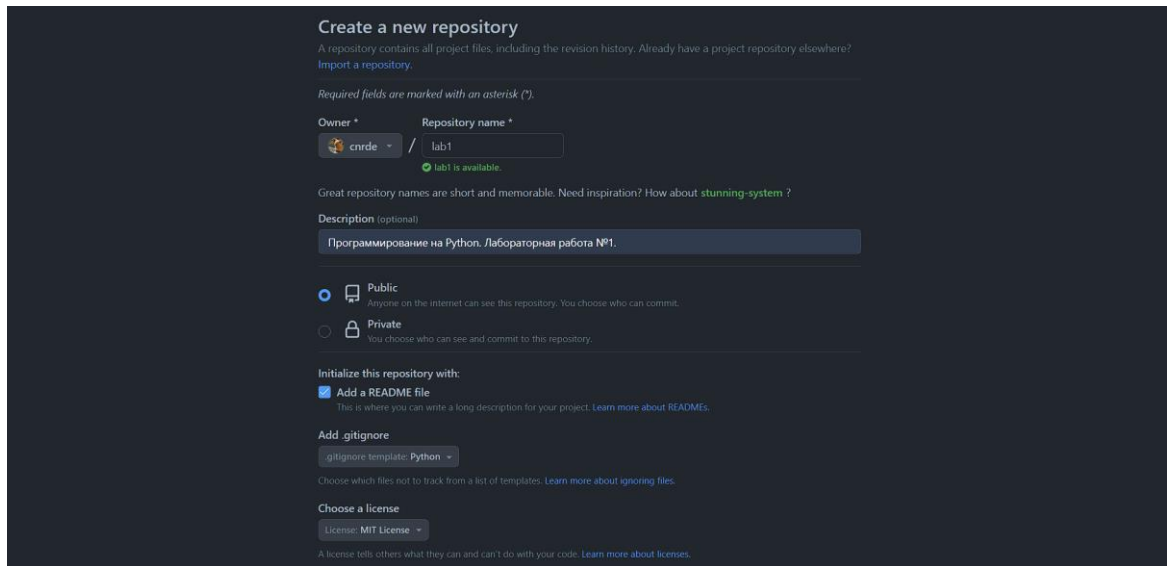 Create a new repository
A repository contains all project files, including the revision history. Already have a project repository elsewhere?
Import a repository.
Required fields are marked with an asterisk (*).
Owner * Repository name *
cnrde / lab1
lab1 is available.
Great repository names are short and memorable. Need inspiration? How about stunning-system ?
Description (optional)
Программирование на Python. Лабораторная работа №1.
Public
Anyone on the internet can see this repository. You choose who can commit.
Private
You choose who can see and commit to this repository.
Initialize this repository with:
Add a README file
This is where you can write a long description for your project. Learn more about READMEs.
Add .gitignore
.gitignore template: Python
Choose which files not to track from a list of templates. Learn more about ignoring files.
Choose a license
License: MIT License
A license tells others what they can and can't do with your code. Learn more about licenses.